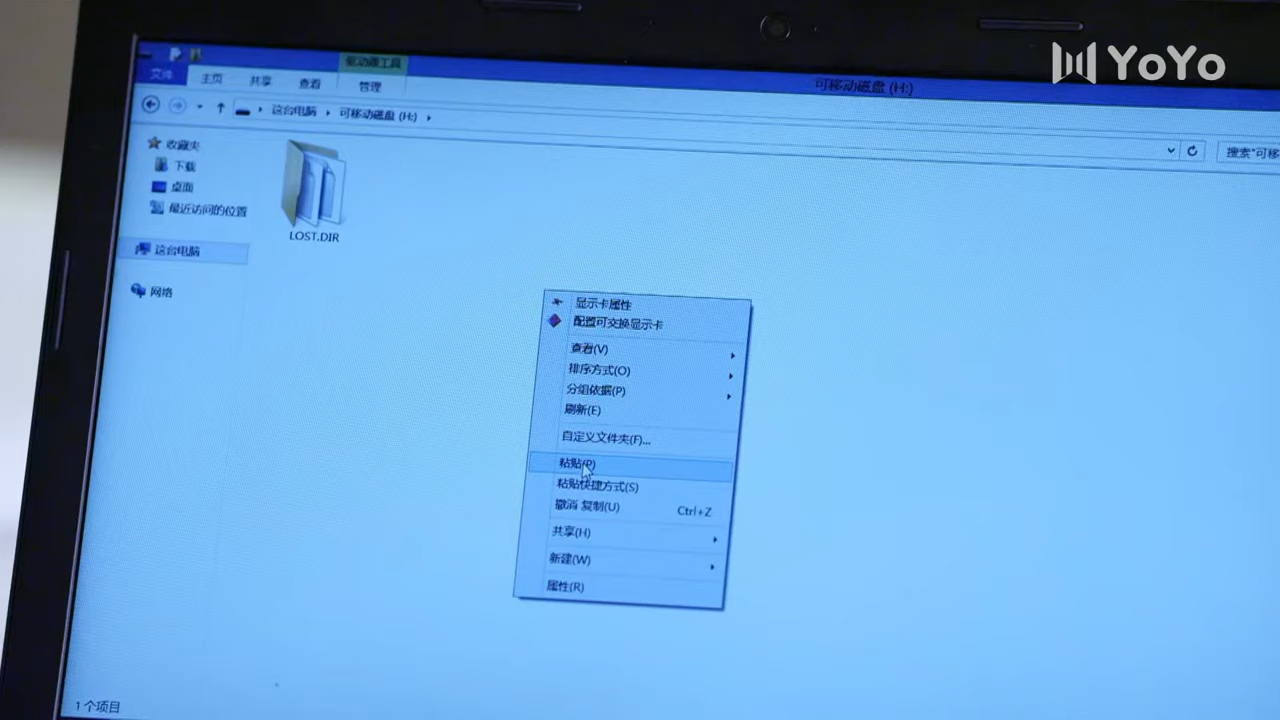 YoYo
驱动器工具
文件
主页
共享
查看
管理
可移动磁盘 (H:)
这台电脑
可移动磁盘 (H:)
搜索"可移
收藏夹
下载
桌面
最近访问的位置
这台电脑
网络
LOST.DIR
显示卡属性
配置可交换显示卡
查看(V)
排序方式(O)
分组依据(P)
刷新(E)
自定义文件夹(F)...
粘贴(P)
粘贴快捷方式(S)
撤消 复制(U) Ctrl+Z
共享(H)
新建(W)
属性(R)
1 个项目